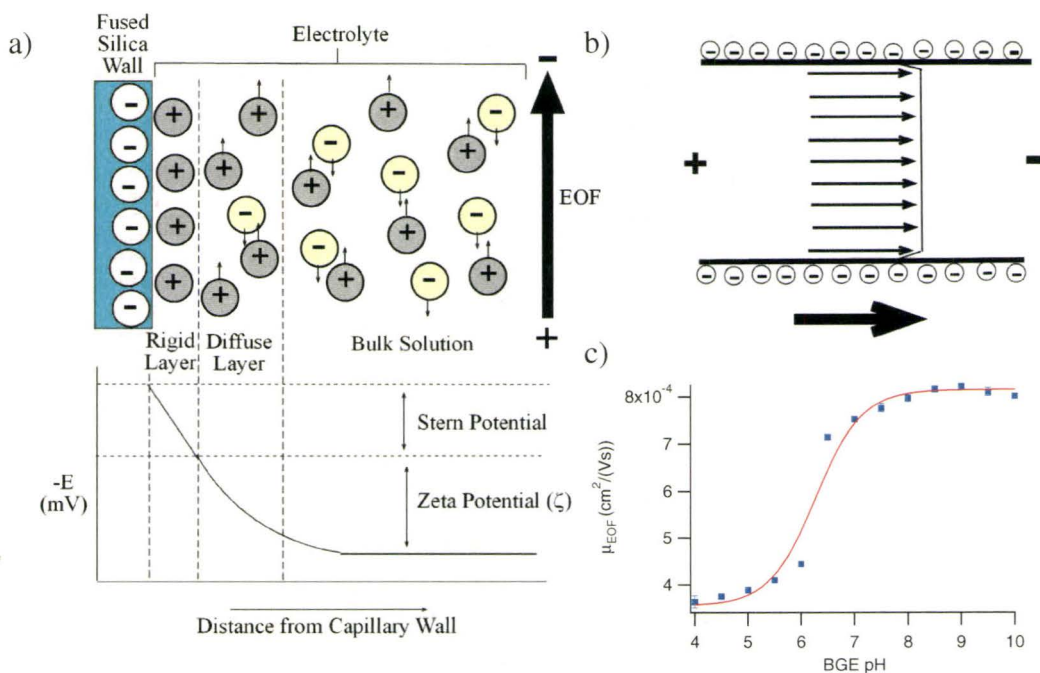 a)
Fused
Silica
Wall
Electrolyte
-
- + + + + -
- + + - +
- + - + - + EOF
- + - + - +
- + + - + - +
- +
Rigid
Layer
Diffuse
Layer
Bulk Solution
-E
(mV)
Stern Potential
Zeta Potential (ζ)
Distance from Capillary Wall
b)
- - - - - - - - - - -
+ -
- - - - - - - - - - -
c)
μEOF (cm²/(Vs))
8x10⁻⁴
7
6
5
4
4 5 6 7 8 9 10
BGE pH